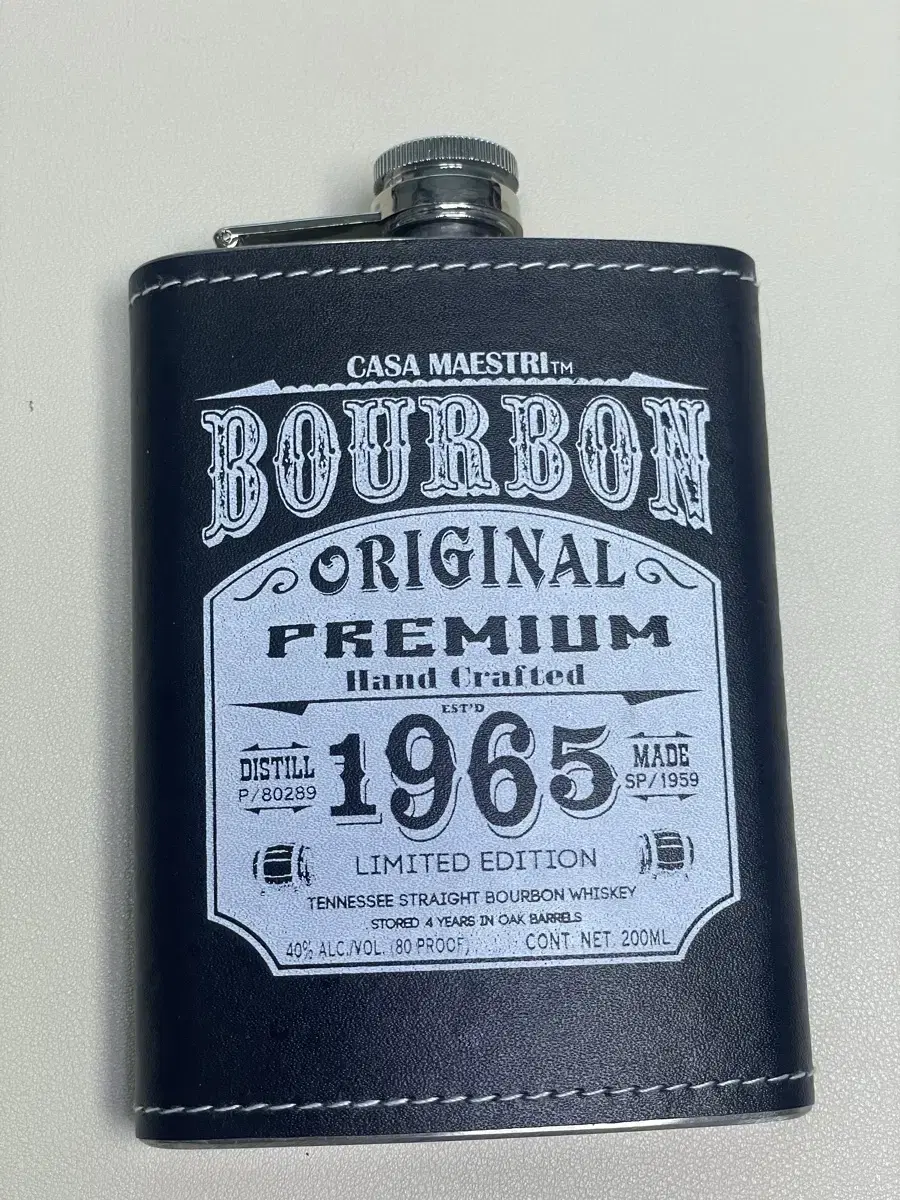 CASA MAESTRI™
BOURBON
ORIGINAL
PREMIUM
Hand Crafted
EST'D
1965
DISTILL
P/80289
MADE
SP/1959
LIMITED EDITION
TENNESSEE STRAIGHT BOURBON WHISKEY
STORED 4 YEARS IN OAK BARRELS
40% ALC./VOL. (80 PROOF) CONT. NET. 200ML